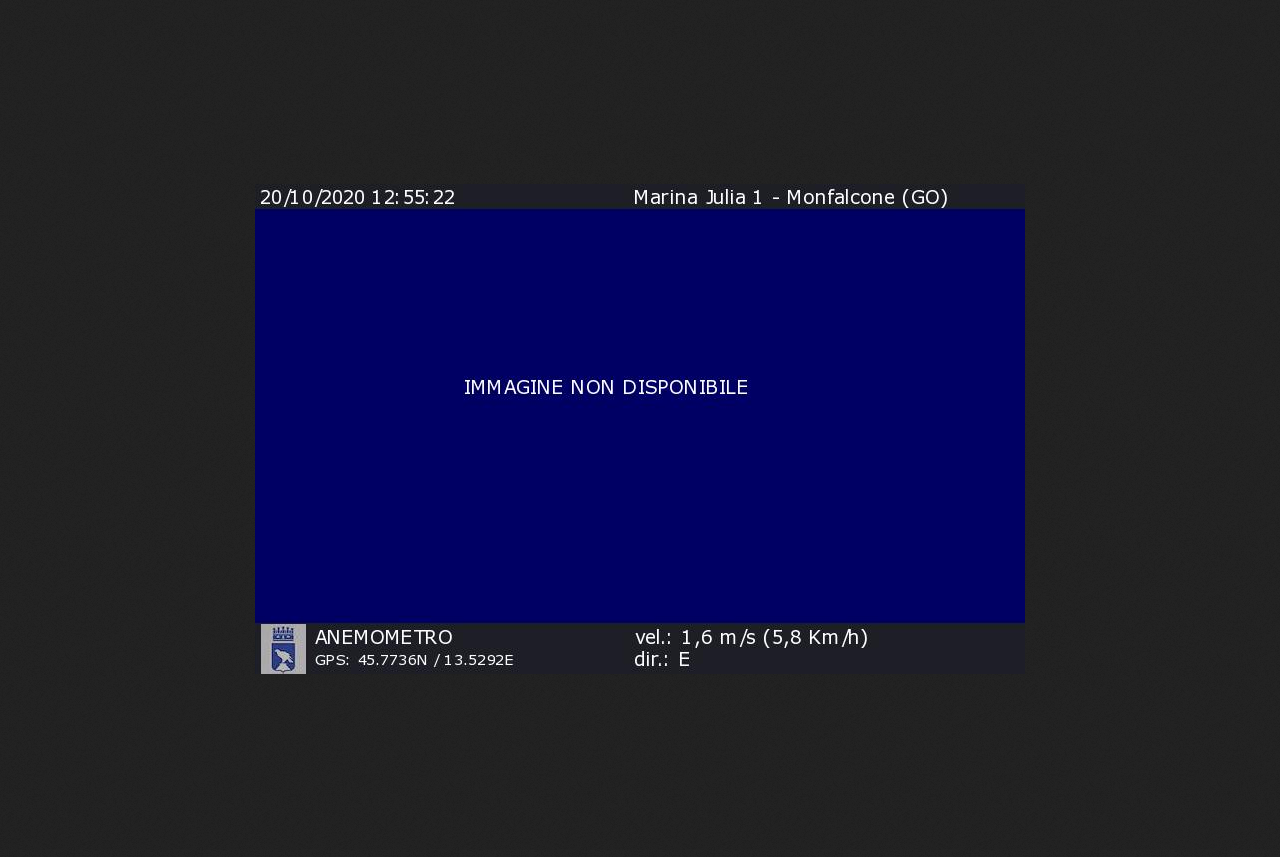 20/10/2020 12:55:22 Marina Julia 1 - Monfalcone (GO)
IMMAGINE NON DISPONIBILE
ANEMOMETRO vel.: 1,6 m/s (5,8 Km/h)
GPS: 45.7736N / 13.5292E dir.: E